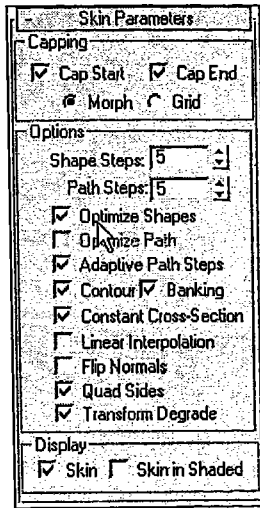 - Skin Parameters
Capping
Cap Start Cap End
Morph Grid
Options
Shape Steps: 5
Path Steps: 5
Optimize Shapes
Optimize Path
Adaptive Path Steps
Contour Banking
Constant Cross-Section
Linear Interpolation
Flip Normals
Quad Sides
Transform Degrade
Display
Skin Skin in Shaded